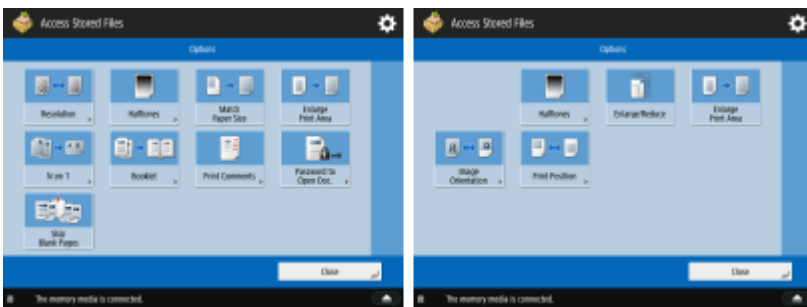 Access Stored Files
Options
Resolution
Halftones
Match
Paper Size
Enlarge
Print Area
N on 1
Booklet
Print Comments
Password to
Open Doc.
Skip
Blank Pages
Close
The memory media is connected.
Access Stored Files
Options
Halftones
Enlarge/Reduce
Enlarge
Print Area
Image
Orientation
Print Position
Close
The memory media is connected.